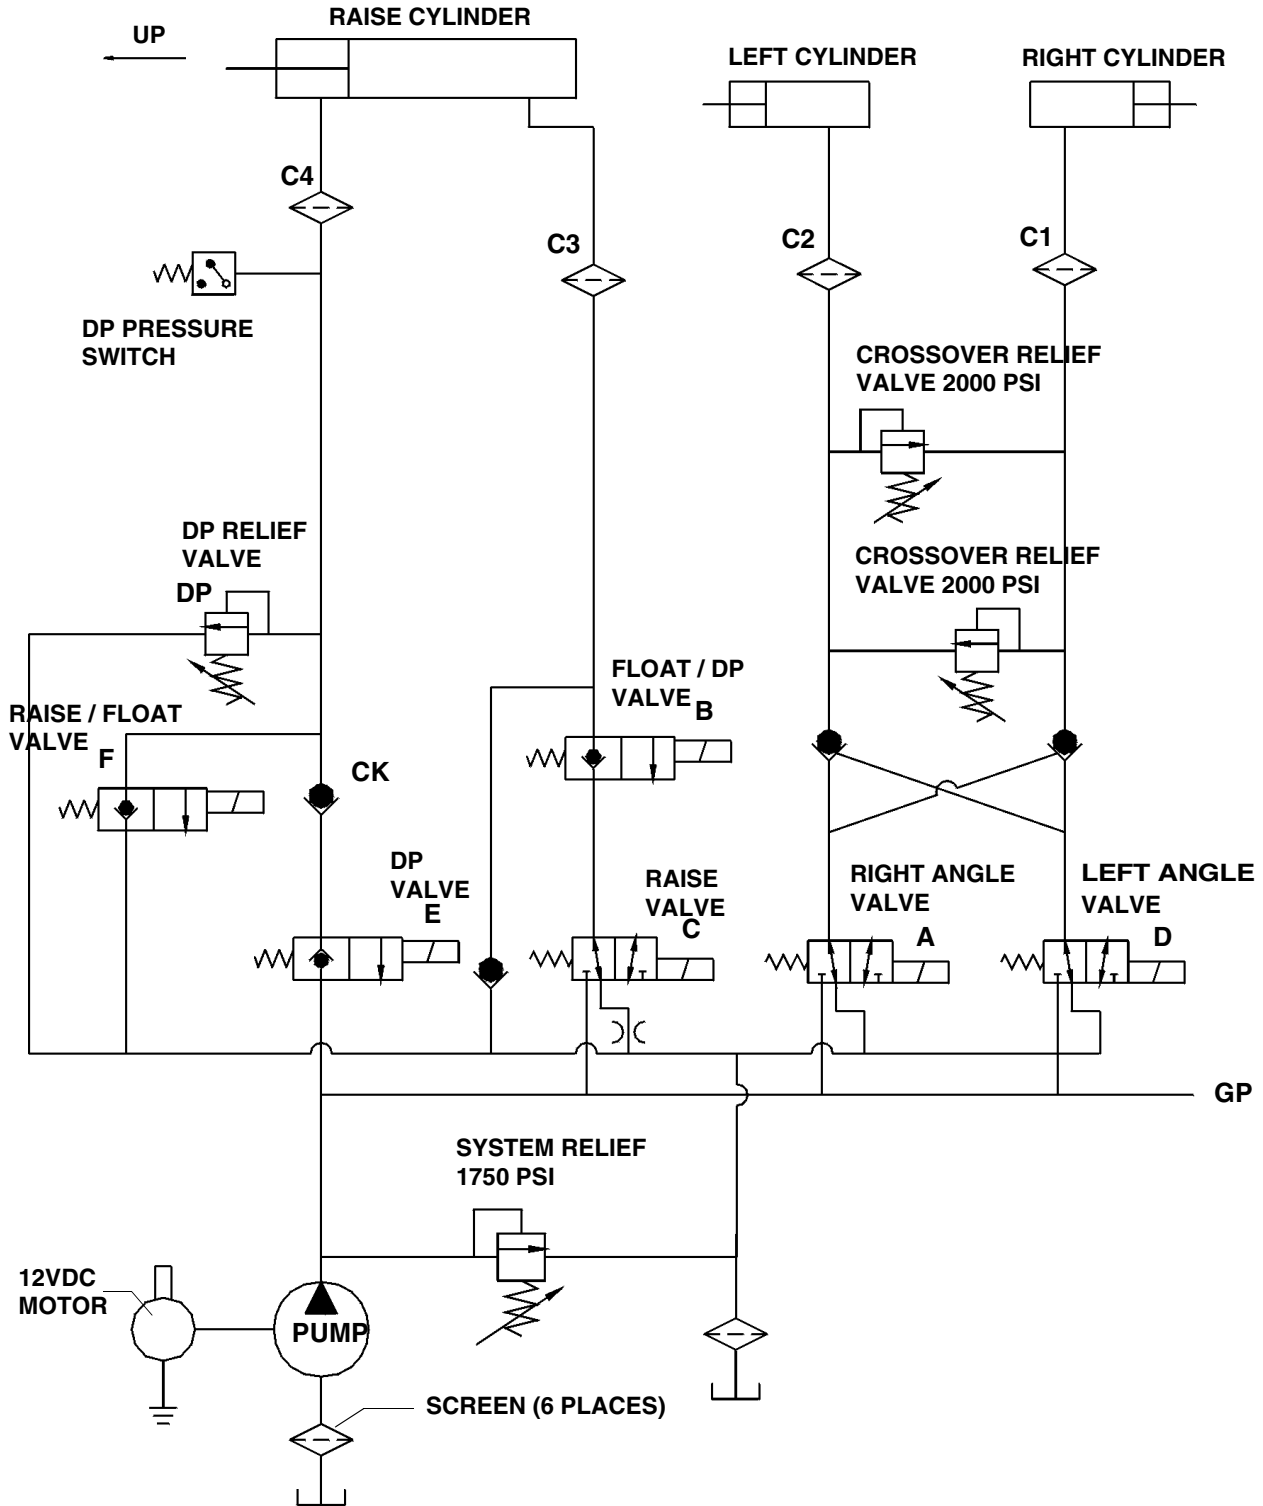 RAISE CYLINDER
UP
LEFT CYLINDER
RIGHT CYLINDER
C4
C3
C2
C1
DP PRESSURE
SWITCH
CROSSOVER RELIEF
VALVE 2000 PSI
DP RELIEF
VALVE
DP
CROSSOVER RELIEF
VALVE 2000 PSI
FLOAT / DP
VALVE
B
RAISE / FLOAT
VALVE
F
CK
DP
VALVE
E
RAISE
VALVE
C
RIGHT ANGLE
VALVE
A
LEFT ANGLE
VALVE
D
GP
SYSTEM RELIEF
1750 PSI
12VDC
MOTOR
PUMP
SCREEN (6 PLACES)